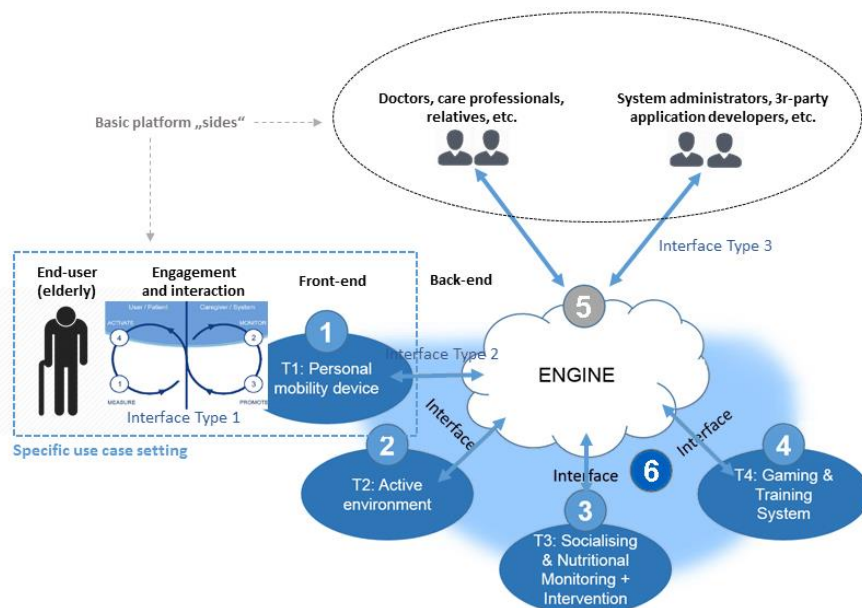 Doctors, care professionals,
relatives, etc.
System administrators, 3r-party
application developers, etc.
Basic platform „sides“
Interface Type 3
End-user
(elderly)
Engagement
and interaction
Front-end
Back-end
User / Patient
Caregiver / System
ACTIVATE
MONITOR
4
2
1
3
MEASURE
PROMOTE
Interface Type 1
1
T1: Personal
mobility device
Interface Type 2
5
ENGINE
Specific use case setting
2
T2: Active
environment
Interface
Interface
Interface
6
3
T3: Socialising
& Nutritional
Monitoring +
Intervention
4
T4: Gaming &
Training
System